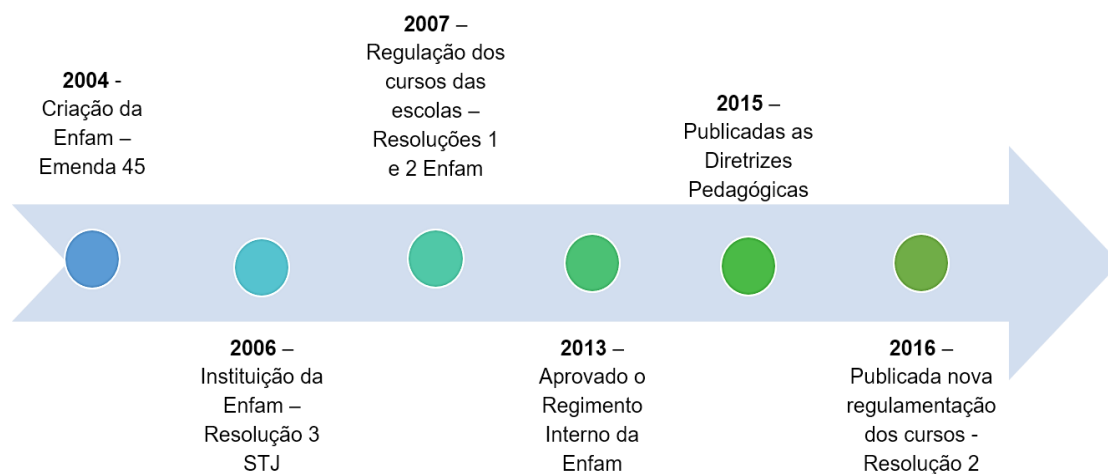 2004 -
Criação da
Enfam –
Emenda 45
2006 –
Instituição da
Enfam –
Resolução 3
STJ
2007 –
Regulação dos
cursos das
escolas –
Resoluções 1
e 2 Enfam
2013 –
Aprovado o
Regimento
Interno da
Enfam
2015 –
Publicadas as
Diretrizes
Pedagógicas
2016 –
Publicada nova
regulamentação
dos cursos -
Resolução 2